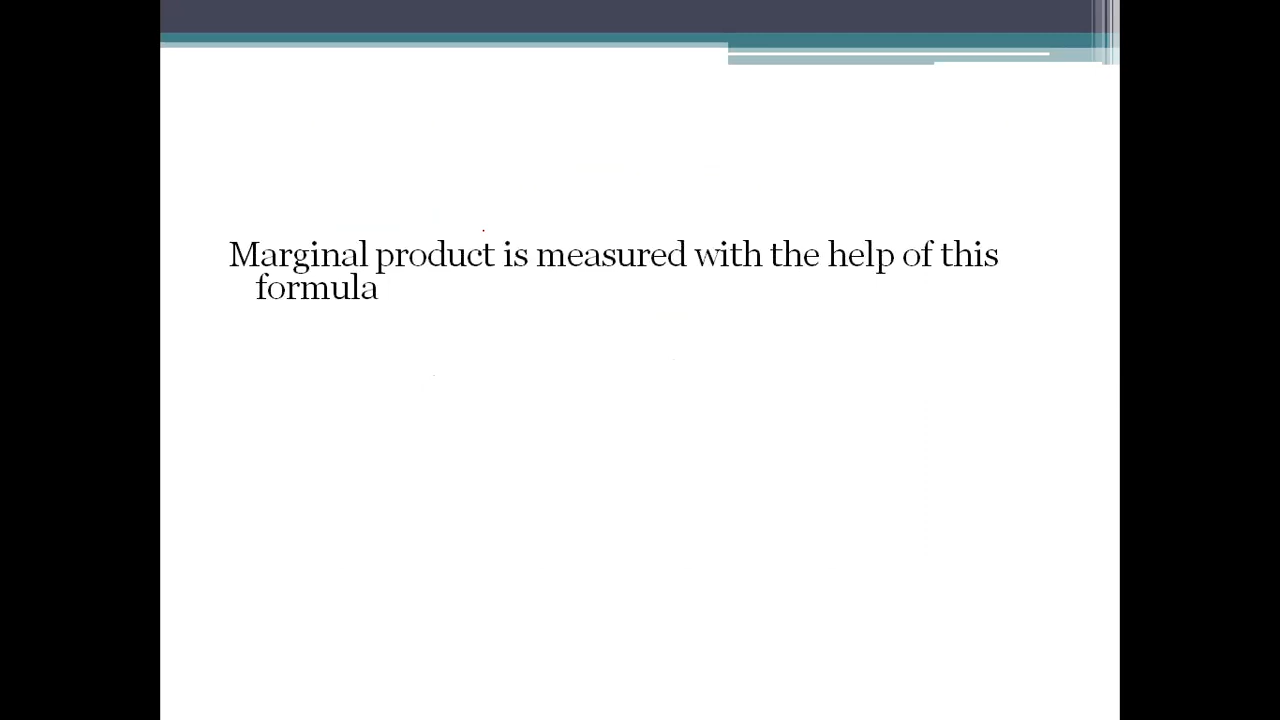 Marginal product is measured with the help of this
formula